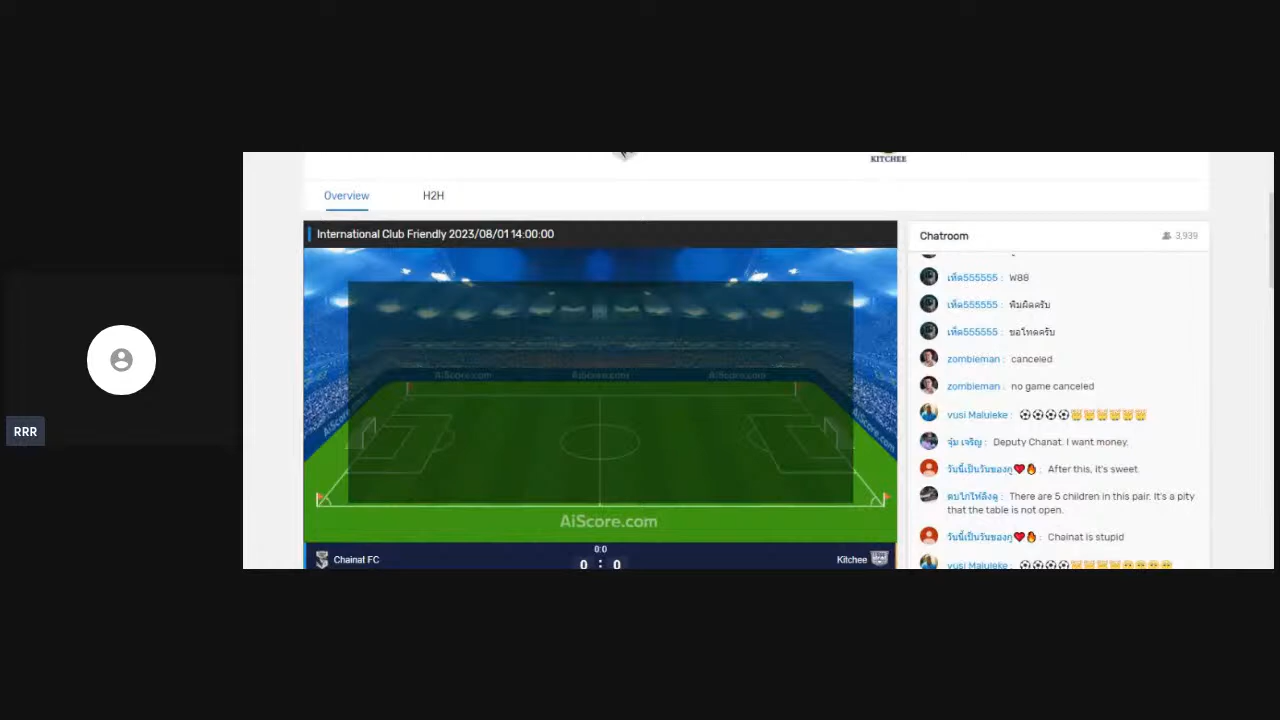 KITCHEE
Overview
H2H
International Club Friendly 2023/08/01 14:00:00
AiScore.com
AiScore.com
AiScore.com
AiScore.com
AiScore.com
AiScore.com
0:0
Chainat FC
0 : 0
Kitchee
Chatroom
3,939
เห็ด555555 : W88
เห็ด555555 : พิมผิดครับ
เห็ด555555 : ขอโทดครับ
zombieman : canceled
zombieman : no game canceled
vusi Maluleke : ⚽⚽⚽⚽
จุ่ม เจริญ : Deputy Chanat. I want money.
วันนี้เป็นวันของกู❤️🔥 : After this, it's sweet
There are 5 children in this pair. It's a pity
that the table is not open.
วันนี้เป็นวันของกู❤️🔥 : Chainat is stupid
vusi Maluleke : ⚽⚽⚽⚽
RRR